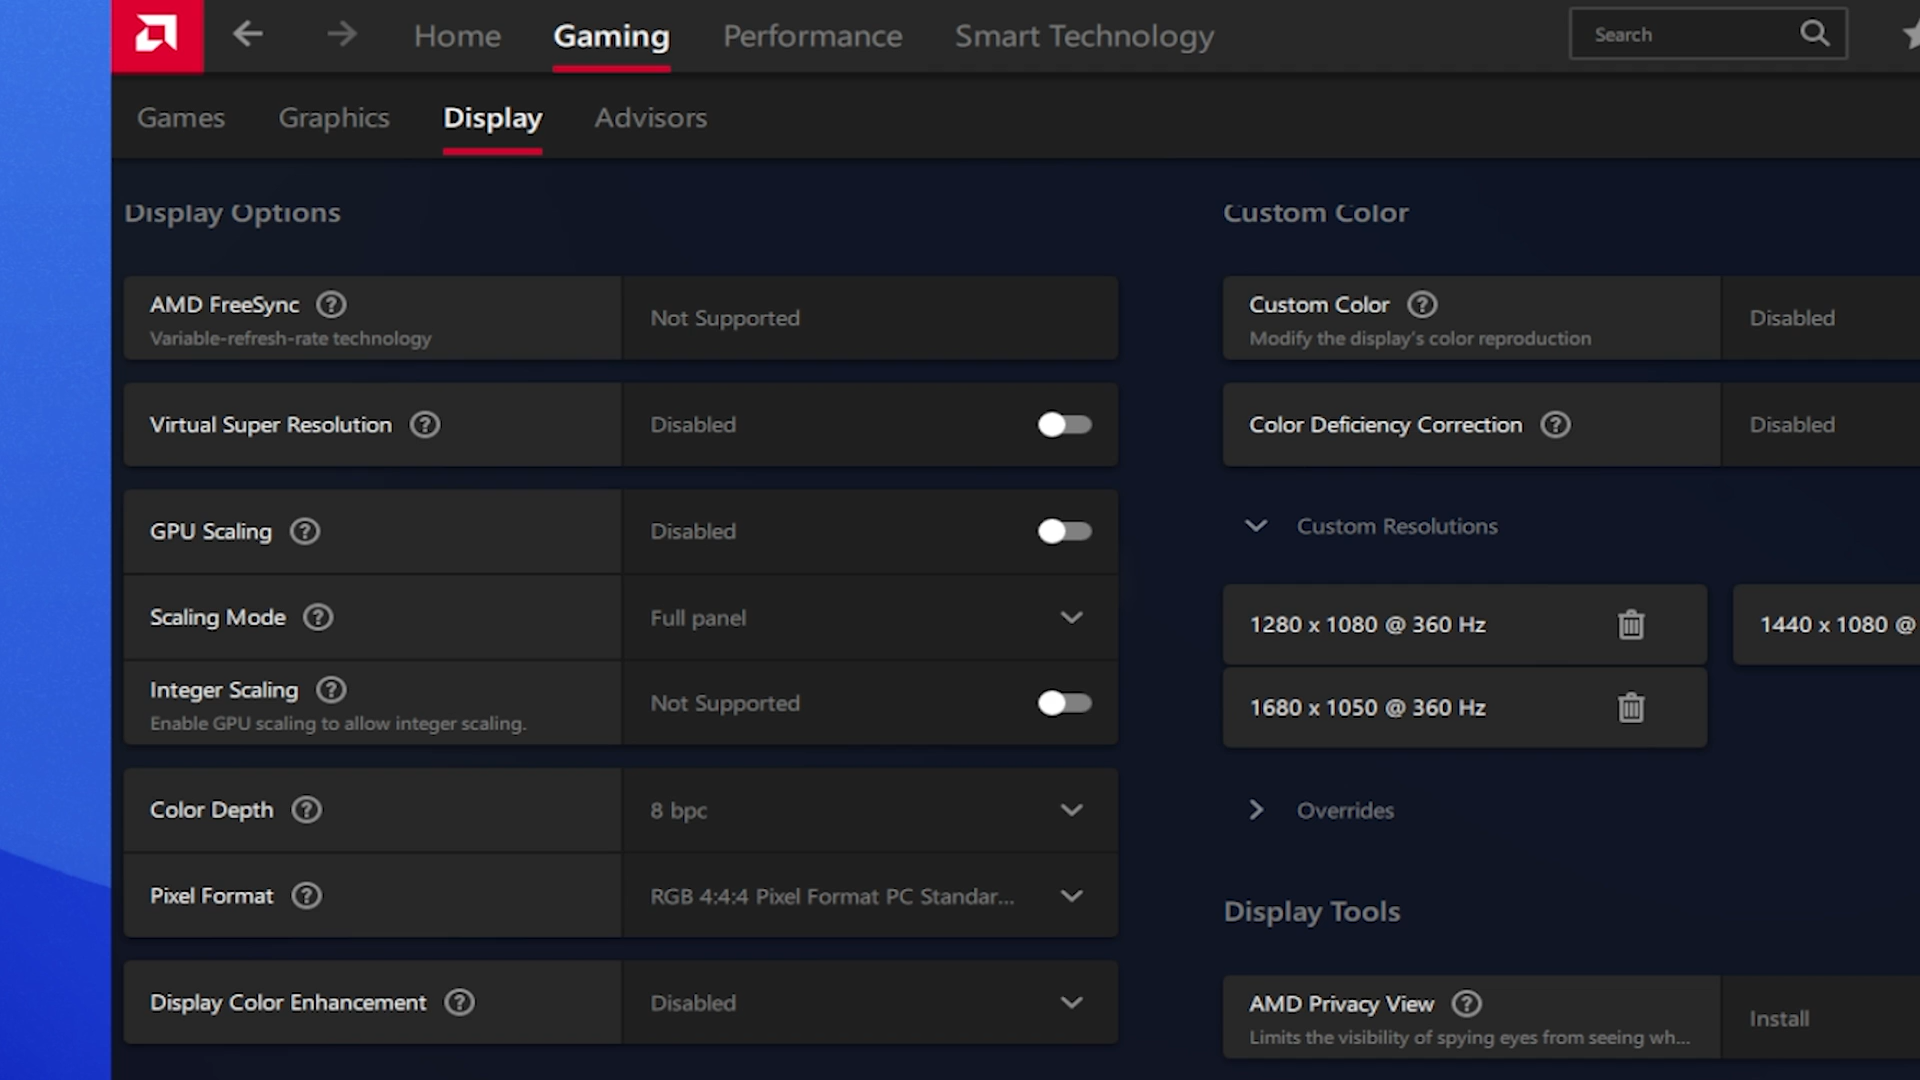 Home
Gaming
Performance
Smart Technology
Search
Games
Graphics
Display
Advisors
Display Options
AMD FreeSync
Variable-refresh-rate technology
Not Supported
Virtual Super Resolution
Disabled
GPU Scaling
Disabled
Scaling Mode
Full panel
Integer Scaling
Enable GPU scaling to allow integer scaling.
Not Supported
Color Depth
8 bpc
Pixel Format
RGB 4:4:4 Pixel Format PC Standar...
Display Color Enhancement
Disabled
Custom Color
Custom Color
Modify the display's color reproduction
Disabled
Color Deficiency Correction
Disabled
Custom Resolutions
1280 x 1080 @ 360 Hz
1440 x 1080 @
1680 x 1050 @ 360 Hz
Overrides
Display Tools
AMD Privacy View
Limits the visibility of spying eyes from seeing wh...
Install